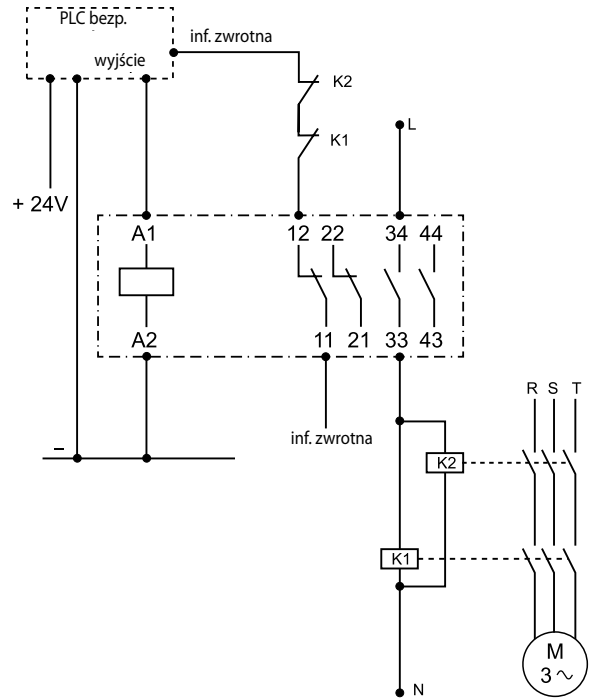 PLC bezp.
inf. zwrotna
wyjście
K2
K1
L
+ 24V
A1 12 22 34 44
A2 11 21 33 43
inf. zwrotna
–
R S T
K2
K1
M
3 ~
N